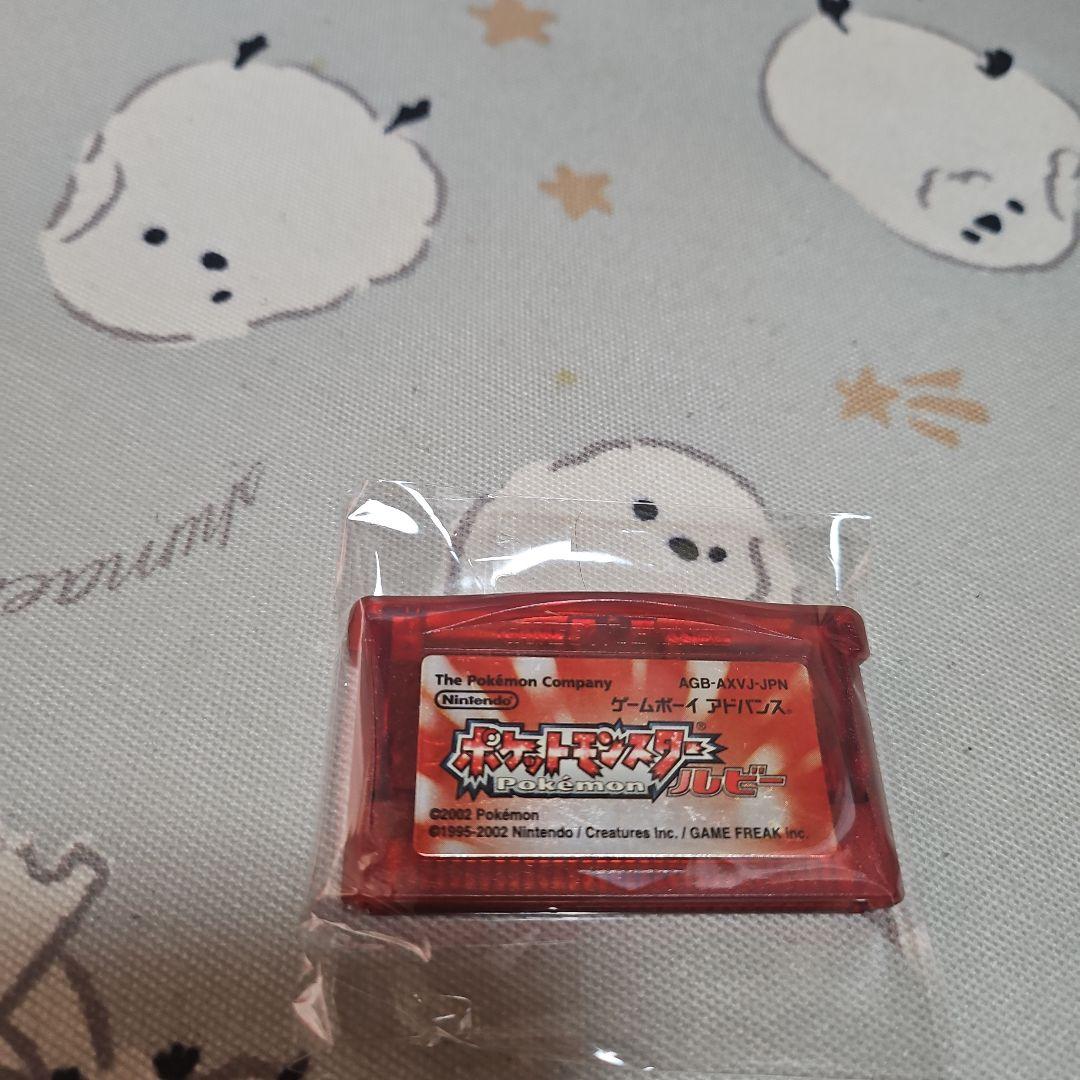 The Pokémon Company
AGB-AXVJ-JPN
Nintendo
ゲームボーイ アドバンス®
ポケットモンスター®
Pokémon
ルビー
©2002 Pokémon
©1995-2002 Nintendo / Creatures inc. / GAME FREAK inc.